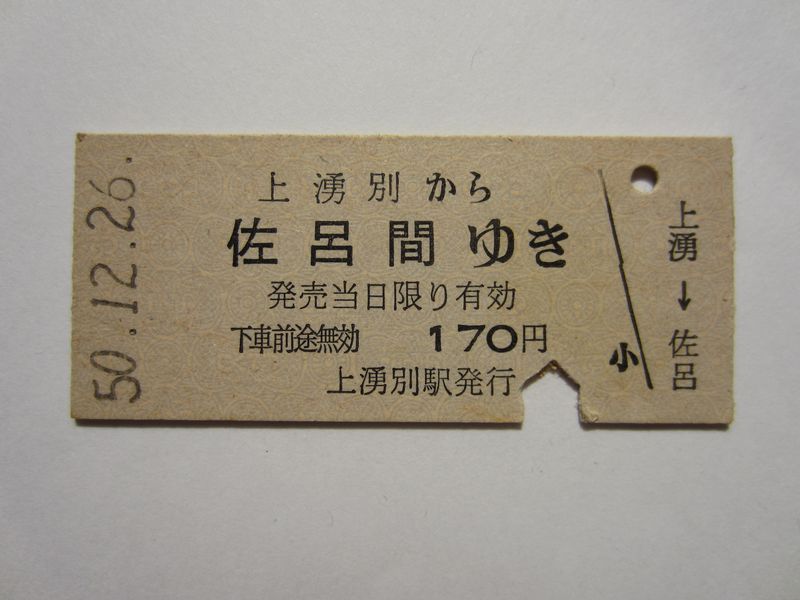 50.12.26.
上湧別から
佐呂間ゆき
発売当日限り有効
下車前途無効 170円
上湧別駅発行
小
上湧→佐呂